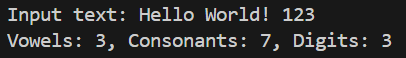 Input text: Hello World! 123
Vowels: 3, Consonants: 7, Digits: 3